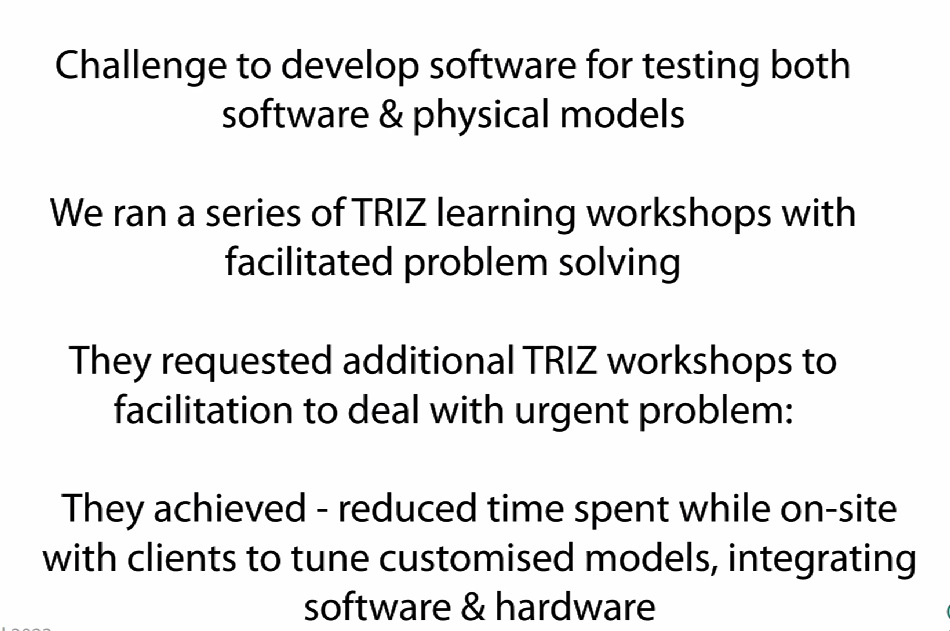 Challenge to develop software for testing both
software & physical models
We ran a series of TRIZ learning workshops with
facilitated problem solving
They requested additional TRIZ workshops to
facilitation to deal with urgent problem:
They achieved - reduced time spent while on-site
with clients to tune customised models, integrating
software & hardware